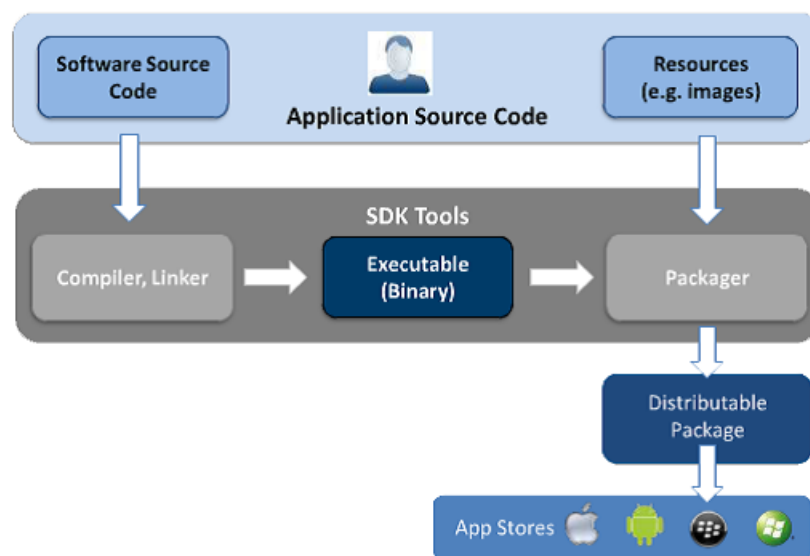 Software Source
Code
Resources
(e.g. images)
Application Source Code
SDK Tools
Compiler, Linker
Executable
(Binary)
Packager
Distributable
Package
App Stores